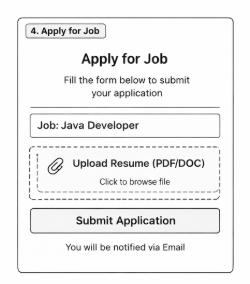 4. Apply for Job
Apply for Job
Fill the form below to submit
your application
Job: Java Developer
Upload Resume (PDF/DOC)
Click to browse file
Submit Application
You will be notified via Email